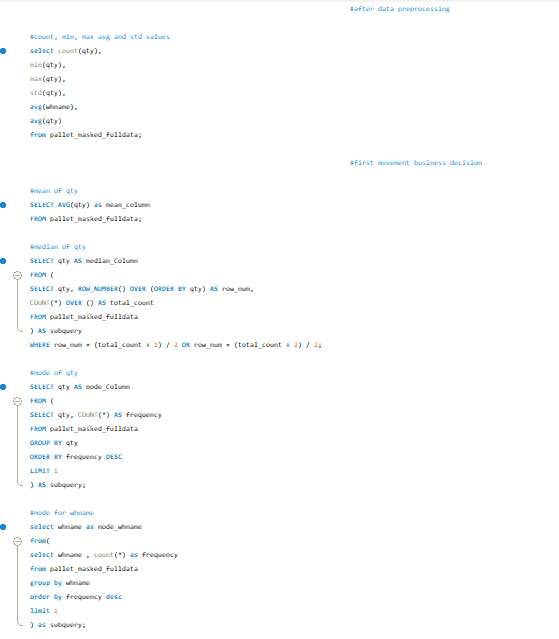 #after data preprocessing
#count, min, max avg and std values
select count(qty),
min(qty),
max(qty),
std(qty),
avg(whname),
avg(qty)
from pallet_masked_fulldata;
#first movement business decision
#mean of qty
SELECT AVG(qty) as mean_column
FROM pallet_masked_fulldata;
#median of qty
SELECT qty AS median_Column
FROM (
SELECT qty, ROW_NUMBER() OVER (ORDER BY qty) AS row_num,
COUNT(*) OVER () AS total_count
FROM pallet_masked_fulldata
) AS subquery
WHERE row_num = (total_count + 1) / 2 OR row_num = (total_count + 2) / 2;
#mode of qty
SELECT qty AS mode_Column
FROM (
SELECT qty, COUNT(*) AS frequency
FROM pallet_masked_fulldata
GROUP BY qty
ORDER BY frequency DESC
LIMIT 1
) AS subquery;
#mode for whname
select whname as mode_whname
from(
select whname , count(*) as frequency
from pallet_masked_fulldata
group by whname
order by frequency desc
limit 1
) as subquery;